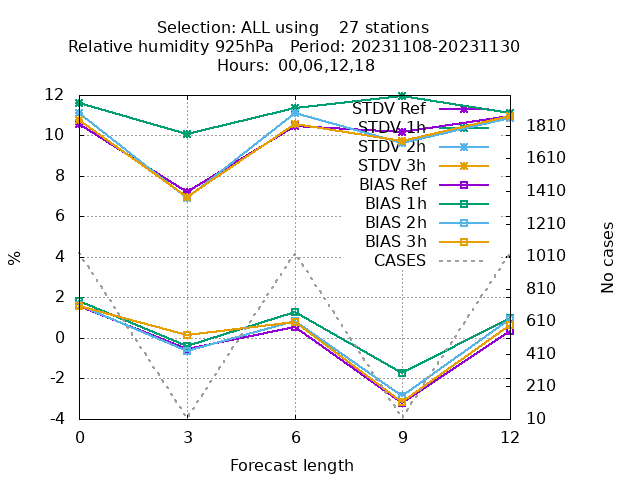 Selection: ALL using    27 stations
Relative humidity 925hPa   Period: 20231108-20231130
Hours: 00,06,12,18
12
10
8
6
4
2
0
-2
-4
%
STDV Ref
STDV 1h
STDV 2h
STDV 3h
BIAS Ref
BIAS 1h
BIAS 2h
BIAS 3h
CASES
1810
1610
1410
1210
1010
810
610
410
210
10
No cases
0 3 6 9 12
Forecast length